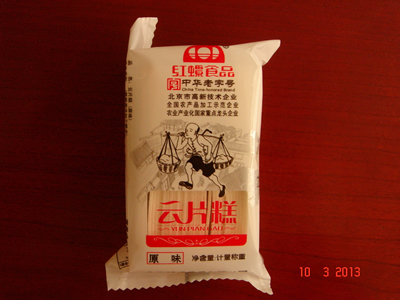 红螺食品
中华老字号
China Time-honored Brand
北京市高新技术企业
全国农产品加工示范企业
农业产业化国家重点龙头企业
云片糕
YUN PIAN GAO
原味
净含量:计量称重
10 3 2013